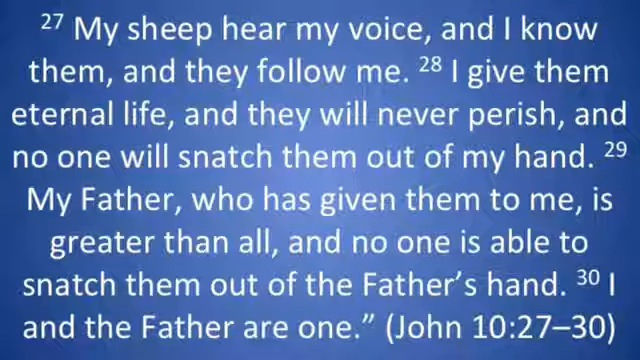 ²⁷ My sheep hear my voice, and I know
them, and they follow me. ²⁸ I give them
eternal life, and they will never perish, and
no one will snatch them out of my hand. ²⁹
My Father, who has given them to me, is
greater than all, and no one is able to
snatch them out of the Father’s hand. ³⁰ I
and the Father are one.” (John 10:27–30)